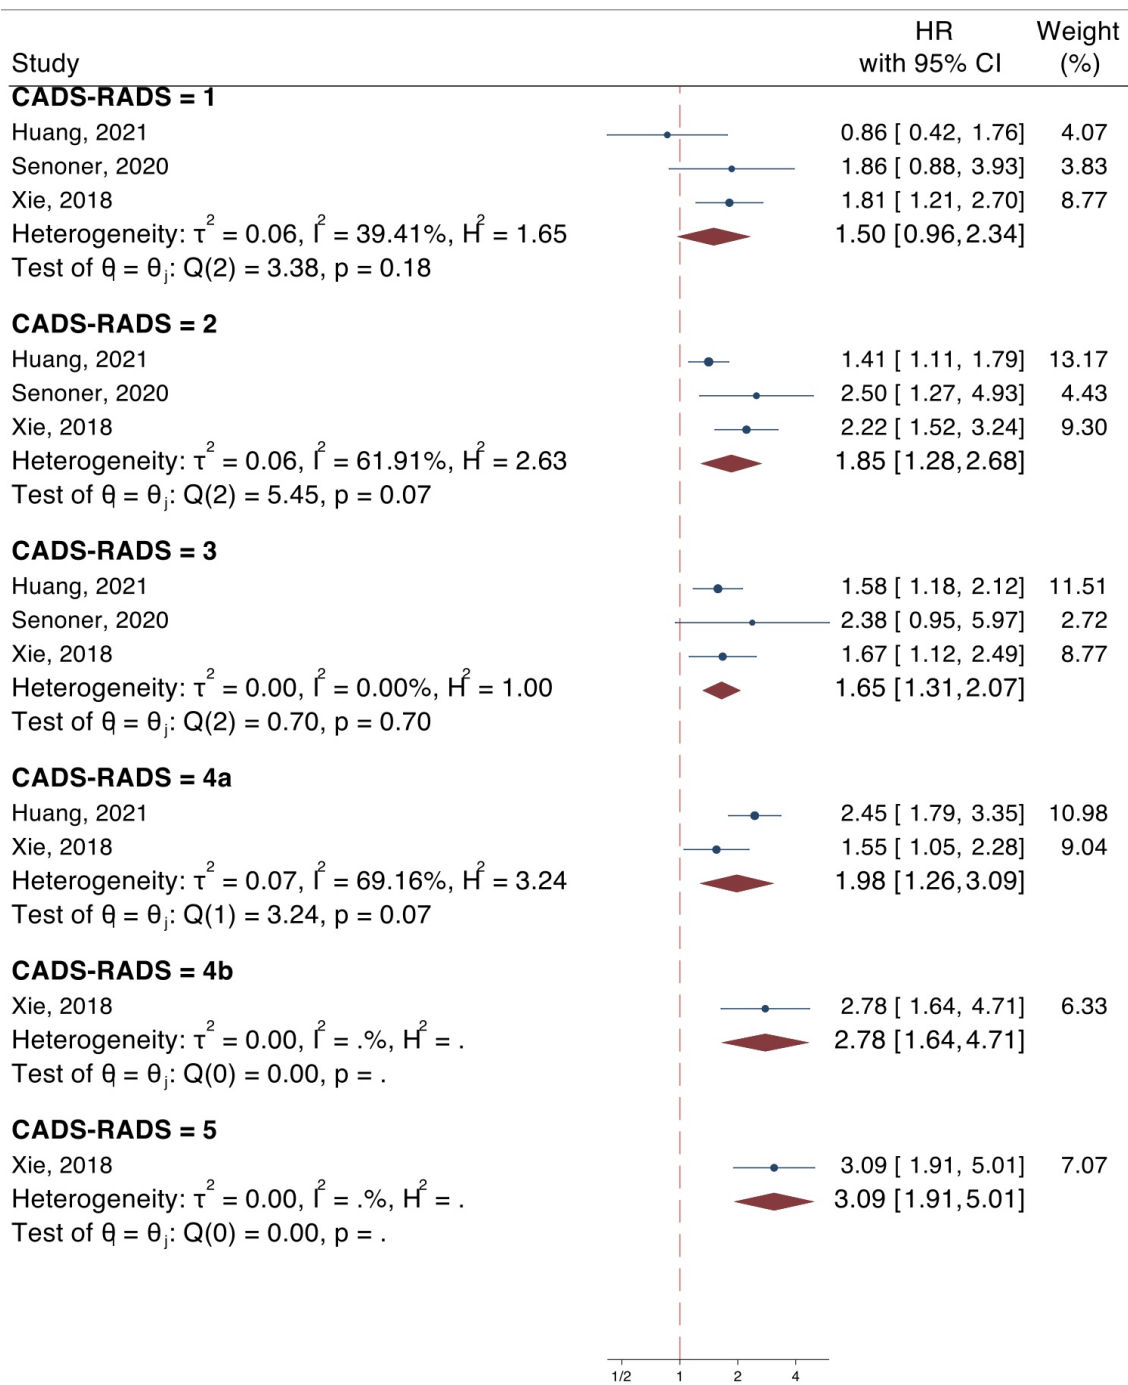 HR Weight
Study with 95% CI (%)
CADS-RADS = 1
Huang, 2021 0.86 [ 0.42, 1.76] 4.07
Senoner, 2020 1.86 [ 0.88, 3.93] 3.83
Xie, 2018 1.81 [ 1.21, 2.70] 8.77
Heterogeneity: τ² = 0.06, I² = 39.41%, H² = 1.65 1.50 [0.96, 2.34]
Test of θᵢ = θⱼ: Q(2) = 3.38, p = 0.18
CADS-RADS = 2
Huang, 2021 1.41 [ 1.11, 1.79] 13.17
Senoner, 2020 2.50 [ 1.27, 4.93] 4.43
Xie, 2018 2.22 [ 1.52, 3.24] 9.30
Heterogeneity: τ² = 0.06, I² = 61.91%, H² = 2.63 1.85 [1.28, 2.68]
Test of θᵢ = θⱼ: Q(2) = 5.45, p = 0.07
CADS-RADS = 3
Huang, 2021 1.58 [ 1.18, 2.12] 11.51
Senoner, 2020 2.38 [ 0.95, 5.97] 2.72
Xie, 2018 1.67 [ 1.12, 2.49] 8.77
Heterogeneity: τ² = 0.00, I² = 0.00%, H² = 1.00 1.65 [1.31, 2.07]
Test of θᵢ = θⱼ: Q(2) = 0.70, p = 0.70
CADS-RADS = 4a
Huang, 2021 2.45 [ 1.79, 3.35] 10.98
Xie, 2018 1.55 [ 1.05, 2.28] 9.04
Heterogeneity: τ² = 0.07, I² = 69.16%, H² = 3.24 1.98 [1.26, 3.09]
Test of θᵢ = θⱼ: Q(1) = 3.24, p = 0.07
CADS-RADS = 4b
Xie, 2018 2.78 [ 1.64, 4.71] 6.33
Heterogeneity: τ² = 0.00, I² = .%, H² = . 2.78 [1.64, 4.71]
Test of θᵢ = θⱼ: Q(0) = 0.00, p = .
CADS-RADS = 5
Xie, 2018 3.09 [ 1.91, 5.01] 7.07
Heterogeneity: τ² = 0.00, I² = .%, H² = . 3.09 [1.91, 5.01]
Test of θᵢ = θⱼ: Q(0) = 0.00, p = .
1/2 1 2 4